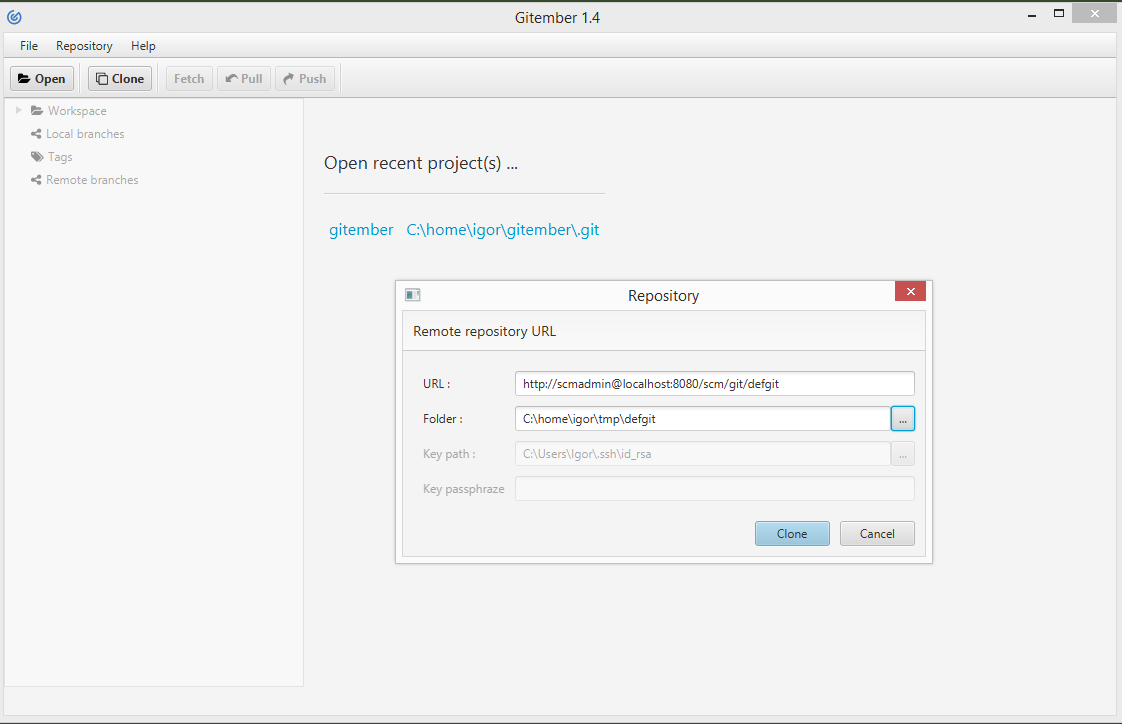 Gitember 1.4
File Repository Help
Open Clone Fetch Pull Push
Workspace
Local branches
Tags
Remote branches
Open recent project(s) ...
gitember C:\home\igor\gitember\.git
Repository
Remote repository URL
URL : http://scmadmin@localhost:8080/scm/git/defgit
Folder : C:\home\igor\tmp\defgit ...
Key path : C:\Users\Igor\.ssh\id_rsa ...
Key passphraze
Clone Cancel